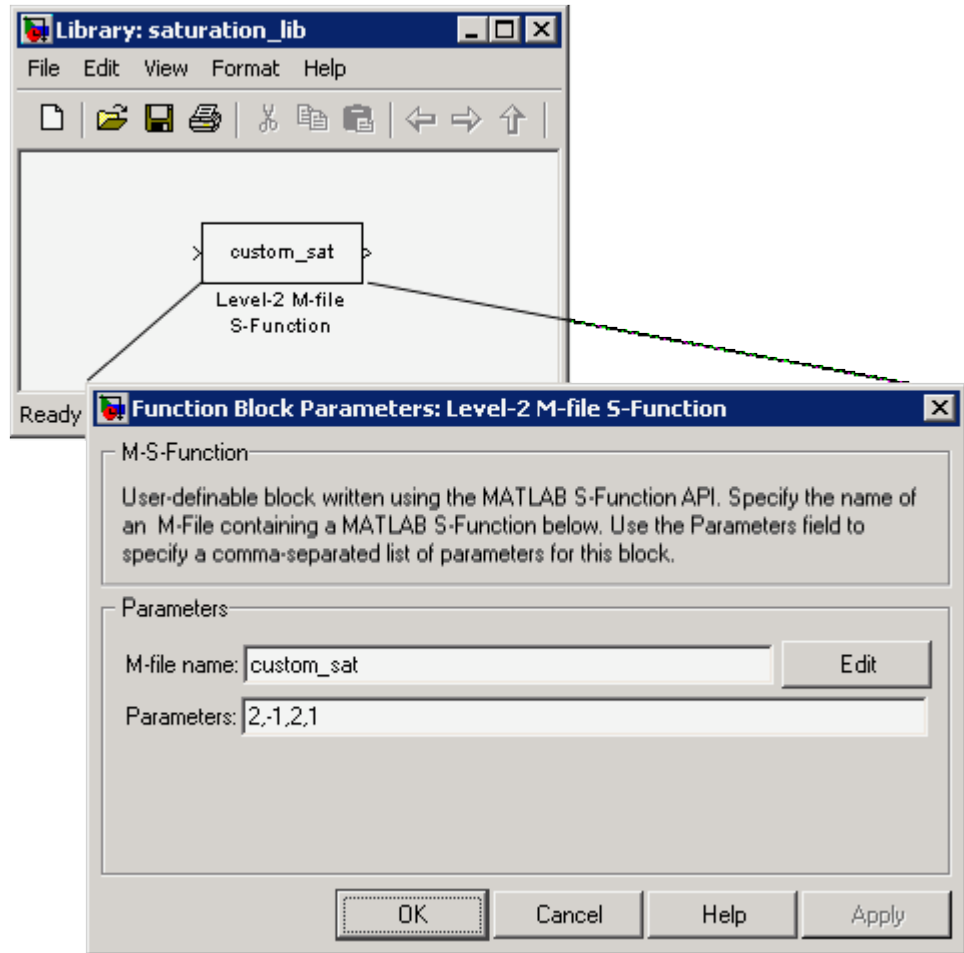 Library: saturation_lib
File Edit View Format Help
custom_sat
Level-2 M-file
S-Function
Ready
Function Block Parameters: Level-2 M-file S-Function
M-S-Function
User-definable block written using the MATLAB S-Function API. Specify the name of
an M-File containing a MATLAB S-Function below. Use the Parameters field to
specify a comma-separated list of parameters for this block.
Parameters
M-file name: custom_sat Edit
Parameters: 2,-1,2,1
OK Cancel Help Apply